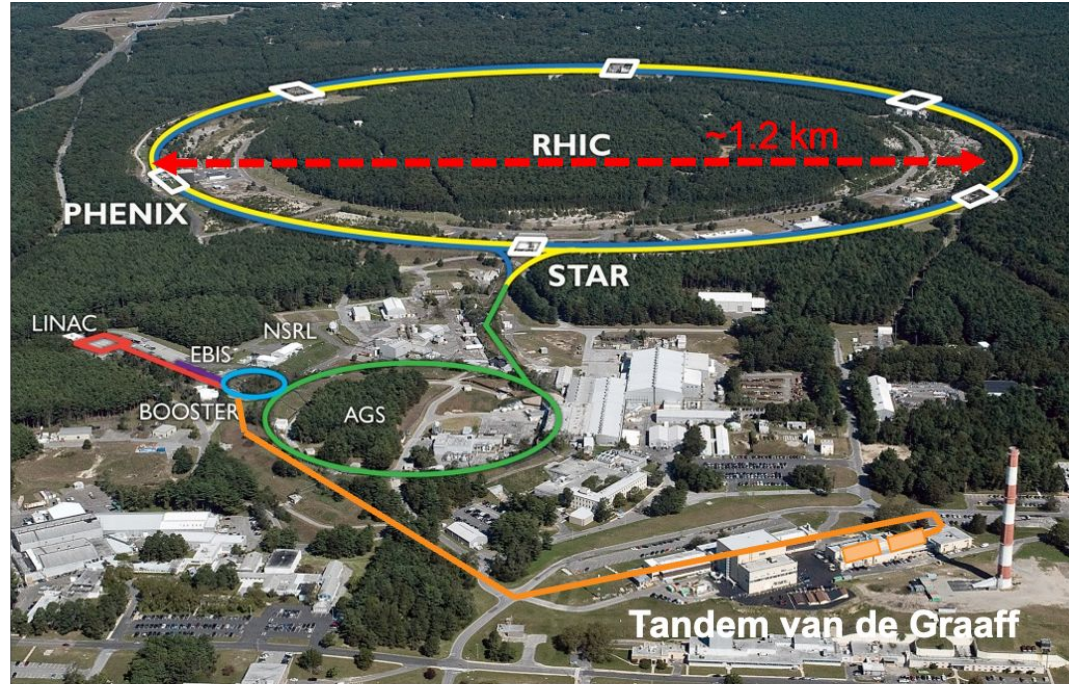 ~1.2 km
RHIC
PHENIX
STAR
LINAC
NSRL
EBIS
BOOSTER
AGS
Tandem van de Graaff